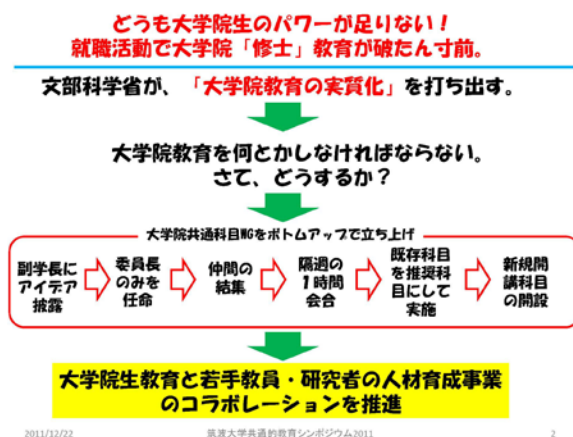 どうも大学院生のパワーが足りない！
就職活動で大学院「修士」教育が破たん寸前。
文部科学省が、「大学院教育の実質化」を打ち出す。
大学院教育を何とかしなければならない。
さて、どうするか？
大学院共通科目WGをボトムアップで立ち上げ
副学長に
アイデア
披露
委員長
のみを
任命
仲間の
結集
隔週の
１時間
会合
既存科目
を推奨科
目にして
実施
新規開
講科目
の開設
大学院生教育と若手教員・研究者の人材育成事業
のコラボレーションを推進
2011/12/22
筑波大学共通的教育シンポジウム2011
2